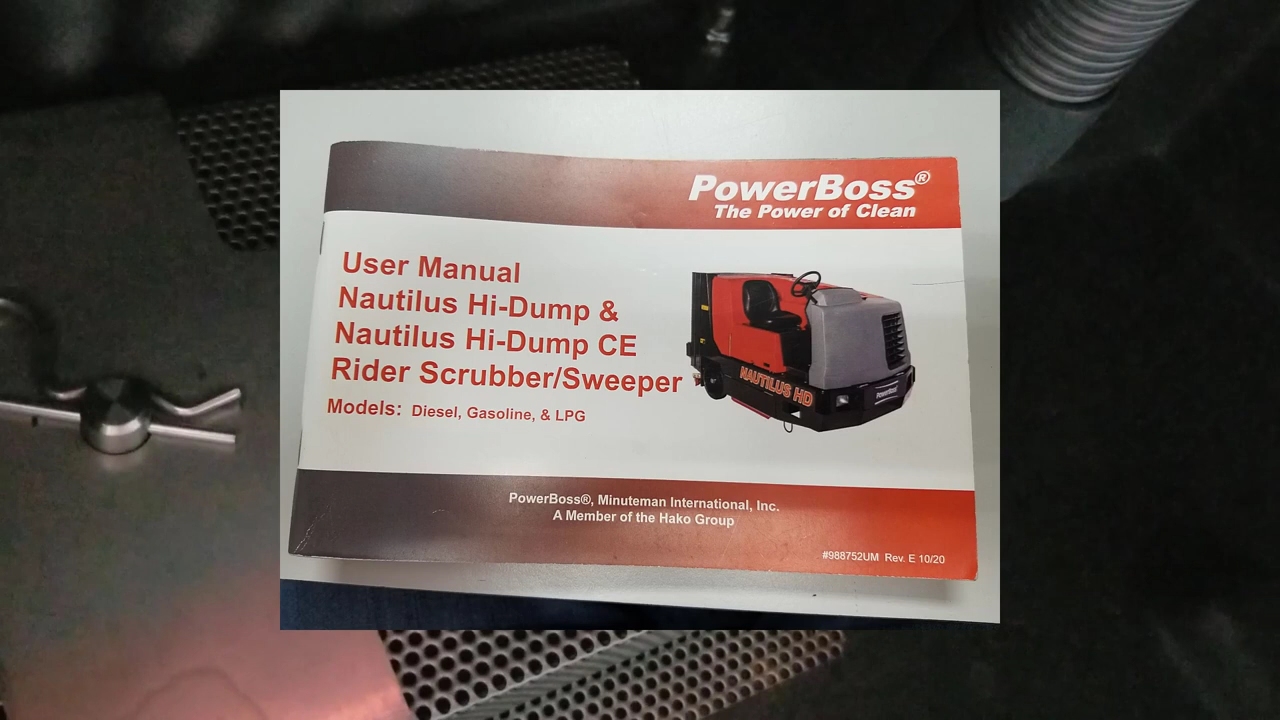 PowerBoss®
The Power of Clean
User Manual
Nautilus Hi-Dump &
Nautilus Hi-Dump CE
Rider Scrubber/Sweeper
Models: Diesel, Gasoline, & LPG
NAUTILUS HD
PowerBoss
PowerBoss®, Minuteman International, Inc.
A Member of the Hako Group
#988752UM Rev. E 10/20